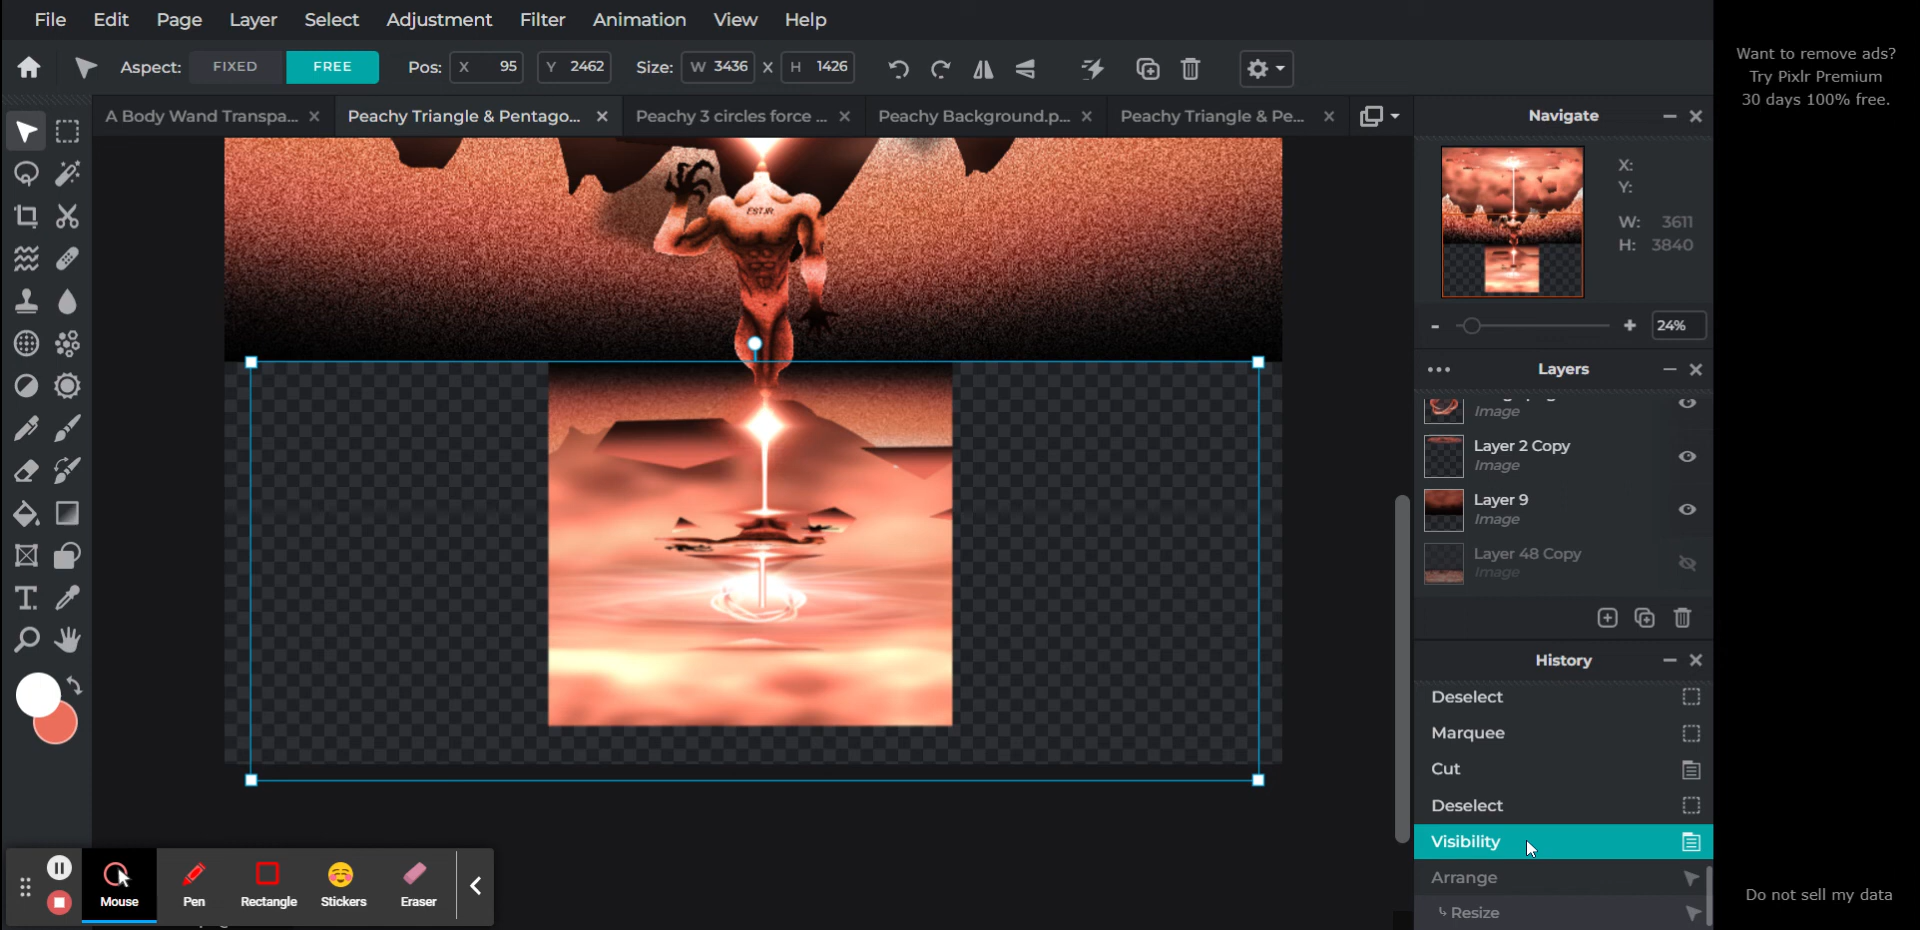 File Edit Page Layer Select Adjustment Filter Animation View Help
Want to remove ads?
Try Pixlr Premium
30 days 100% free.
Aspect: FIXED FREE Pos: X 95 Y 2462 Size: W 3436 X H 1426
A Body Wand Transpa... Peachy Triangle & Pentago... Peachy 3 circles force ... Peachy Background.p... Peachy Triangle & Pe...
Navigate
X:
Y:
W: 3611
H: 3840
- + 24%
Layers
Image
Layer 2 Copy
Image
Layer 9
Image
Layer 48 Copy
Image
History
Deselect
Marquee
Cut
Deselect
Visibility
Arrange
Resize
Mouse Pen Rectangle Stickers Eraser
Do not sell my data